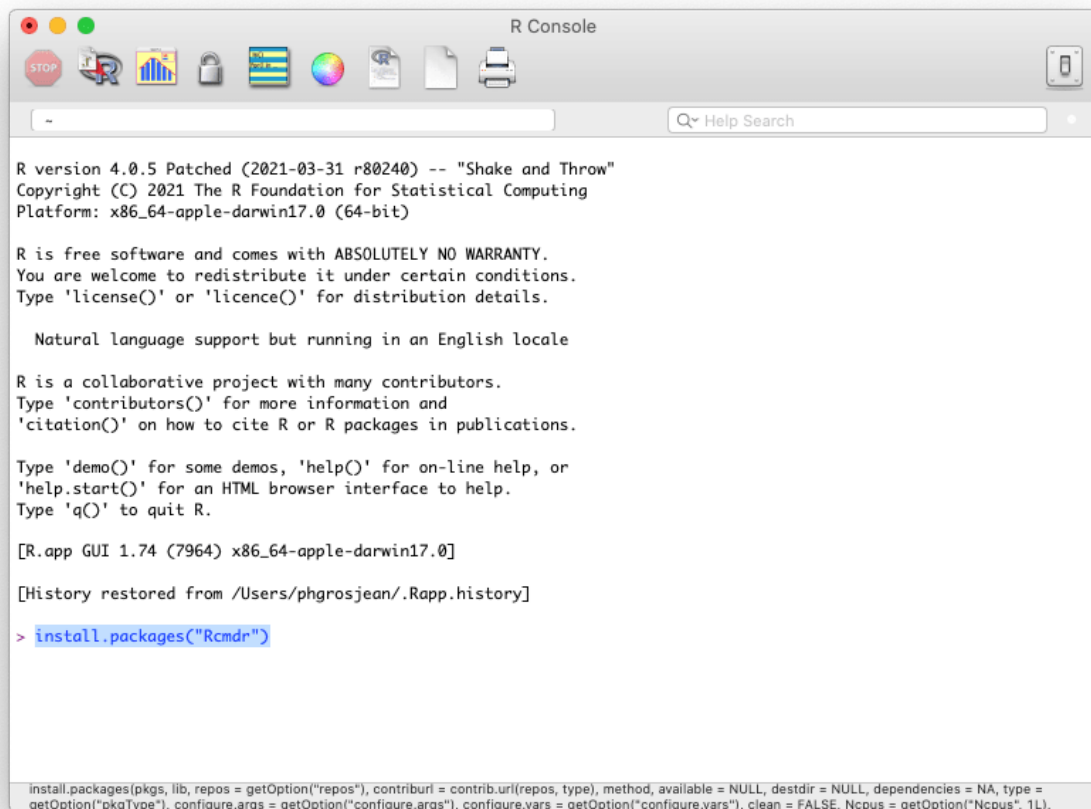 R Console
STOP
~
Help Search
R version 4.0.5 Patched (2021-03-31 r80240) -- "Shake and Throw"
Copyright (C) 2021 The R Foundation for Statistical Computing
Platform: x86_64-apple-darwin17.0 (64-bit)
R is free software and comes with ABSOLUTELY NO WARRANTY.
You are welcome to redistribute it under certain conditions.
Type 'license()' or 'licence()' for distribution details.
Natural language support but running in an English locale
R is a collaborative project with many contributors.
Type 'contributors()' for more information and
'citation()' on how to cite R or R packages in publications.
Type 'demo()' for some demos, 'help()' for on-line help, or
'help.start()' for an HTML browser interface to help.
Type 'q()' to quit R.
[R.app GUI 1.74 (7964) x86_64-apple-darwin17.0]
[History restored from /Users/phgrosjean/.Rapp.history]
> install.packages("Rcmdr")
install.packages(pkgs, lib, repos = getOption("repos"), contriburl = contrib.url(repos, type), method, available = NULL, destdir = NULL, dependencies = NA, type =
getOption("pkgType"), configure.args = getOption("configure.args"), configure.vars = getOption("configure.vars"), clean = FALSE, Ncpus = getOption("Ncpus", 1L),